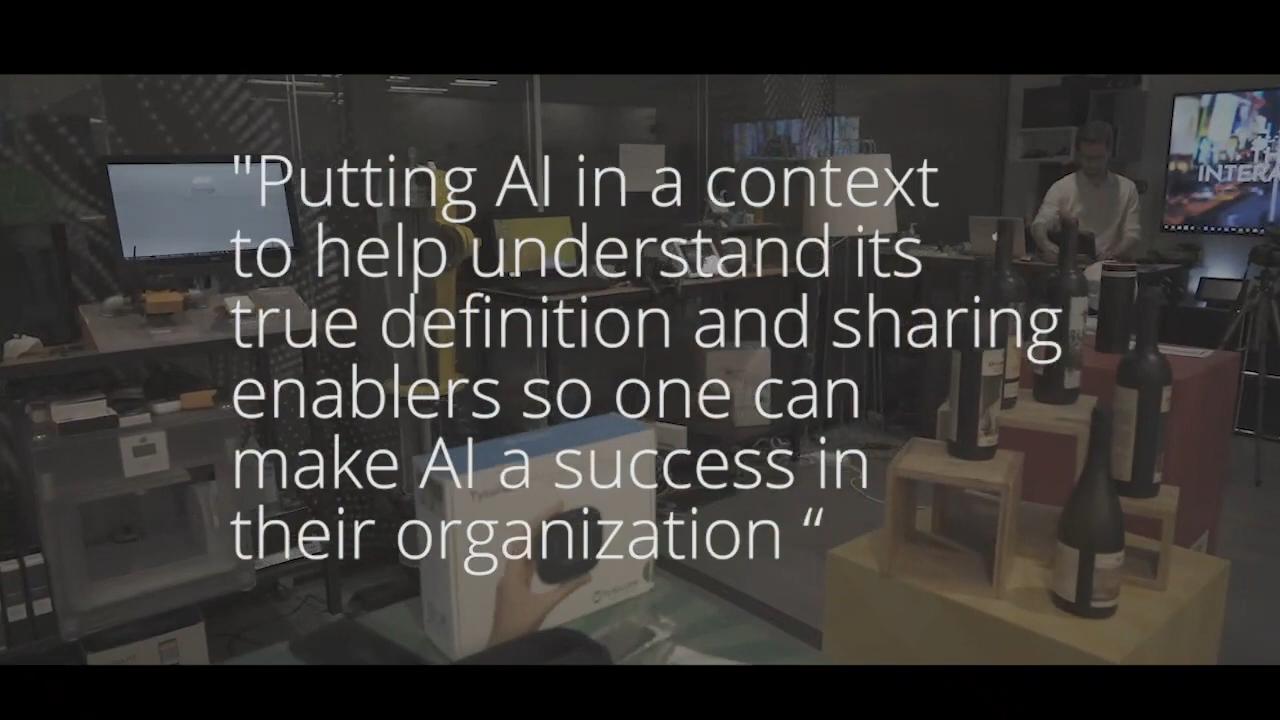 "Putting AI in a context
to help understand its
true definition and sharing
enablers so one can
make AI a success in
their organization “
INTERA